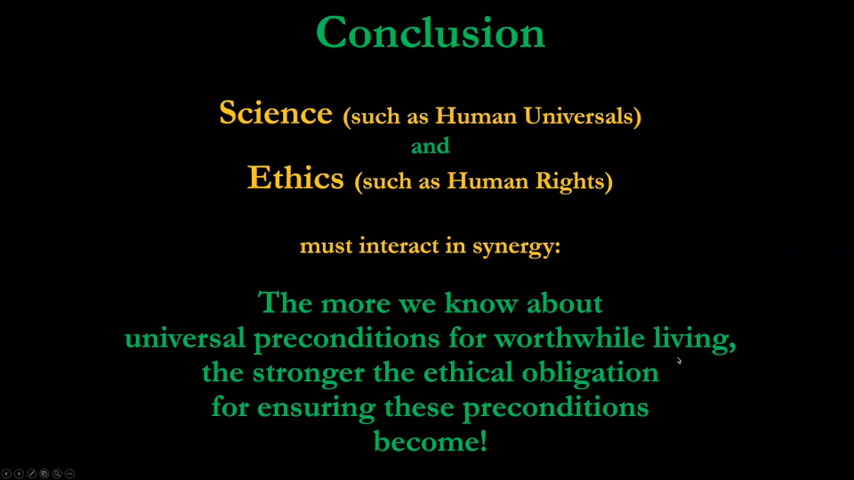 Conclusion
Science (such as Human Universals)
and
Ethics (such as Human Rights)
must interact in synergy:
The more we know about
universal preconditions for worthwhile living,
the stronger the ethical obligation
for ensuring these preconditions
become!